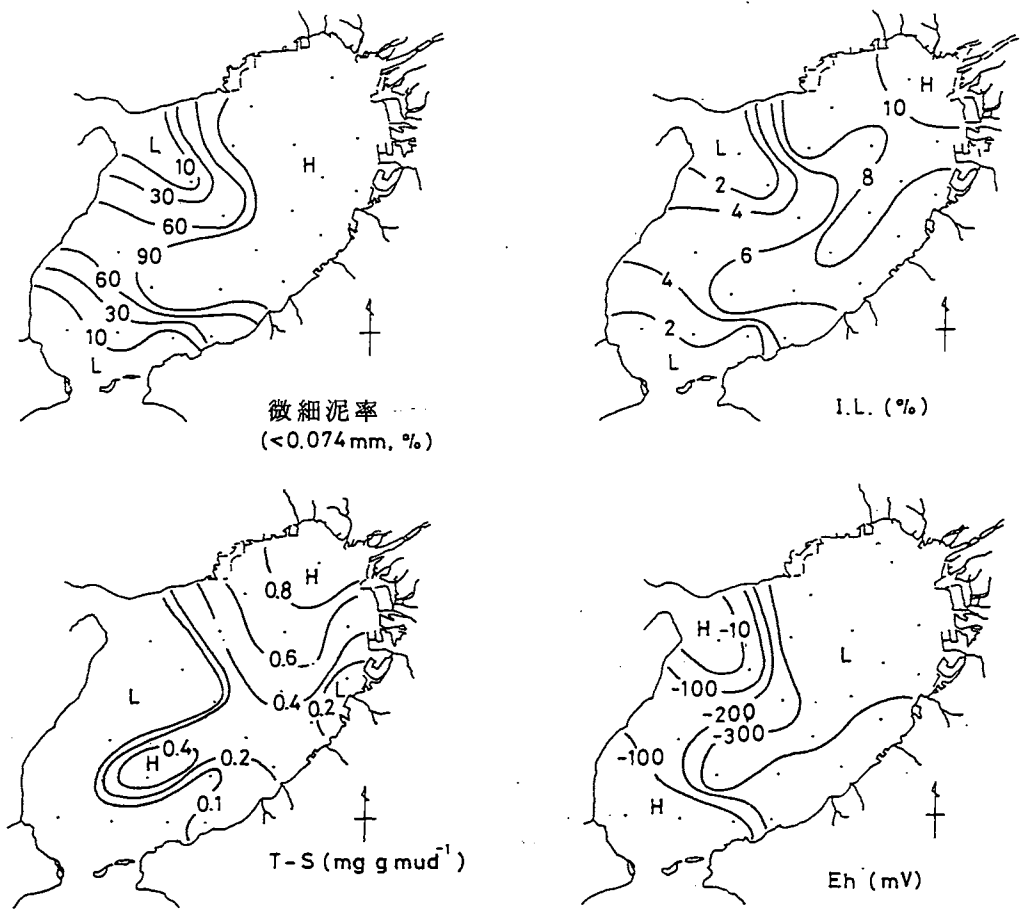 L
10
30
60
90
60
30
10
L
H
微細泥率
(<0.074mm, %)
H
10
L
2
4
8
6
4
2
L
I.L. (%)
H
0.8
0.6
L
L
0.4
0.2
0.4
H
0.2
0.1
T-S (mg g mud⁻¹)
H
-10
L
-100
-200
-300
-100
H
Eh (mV)